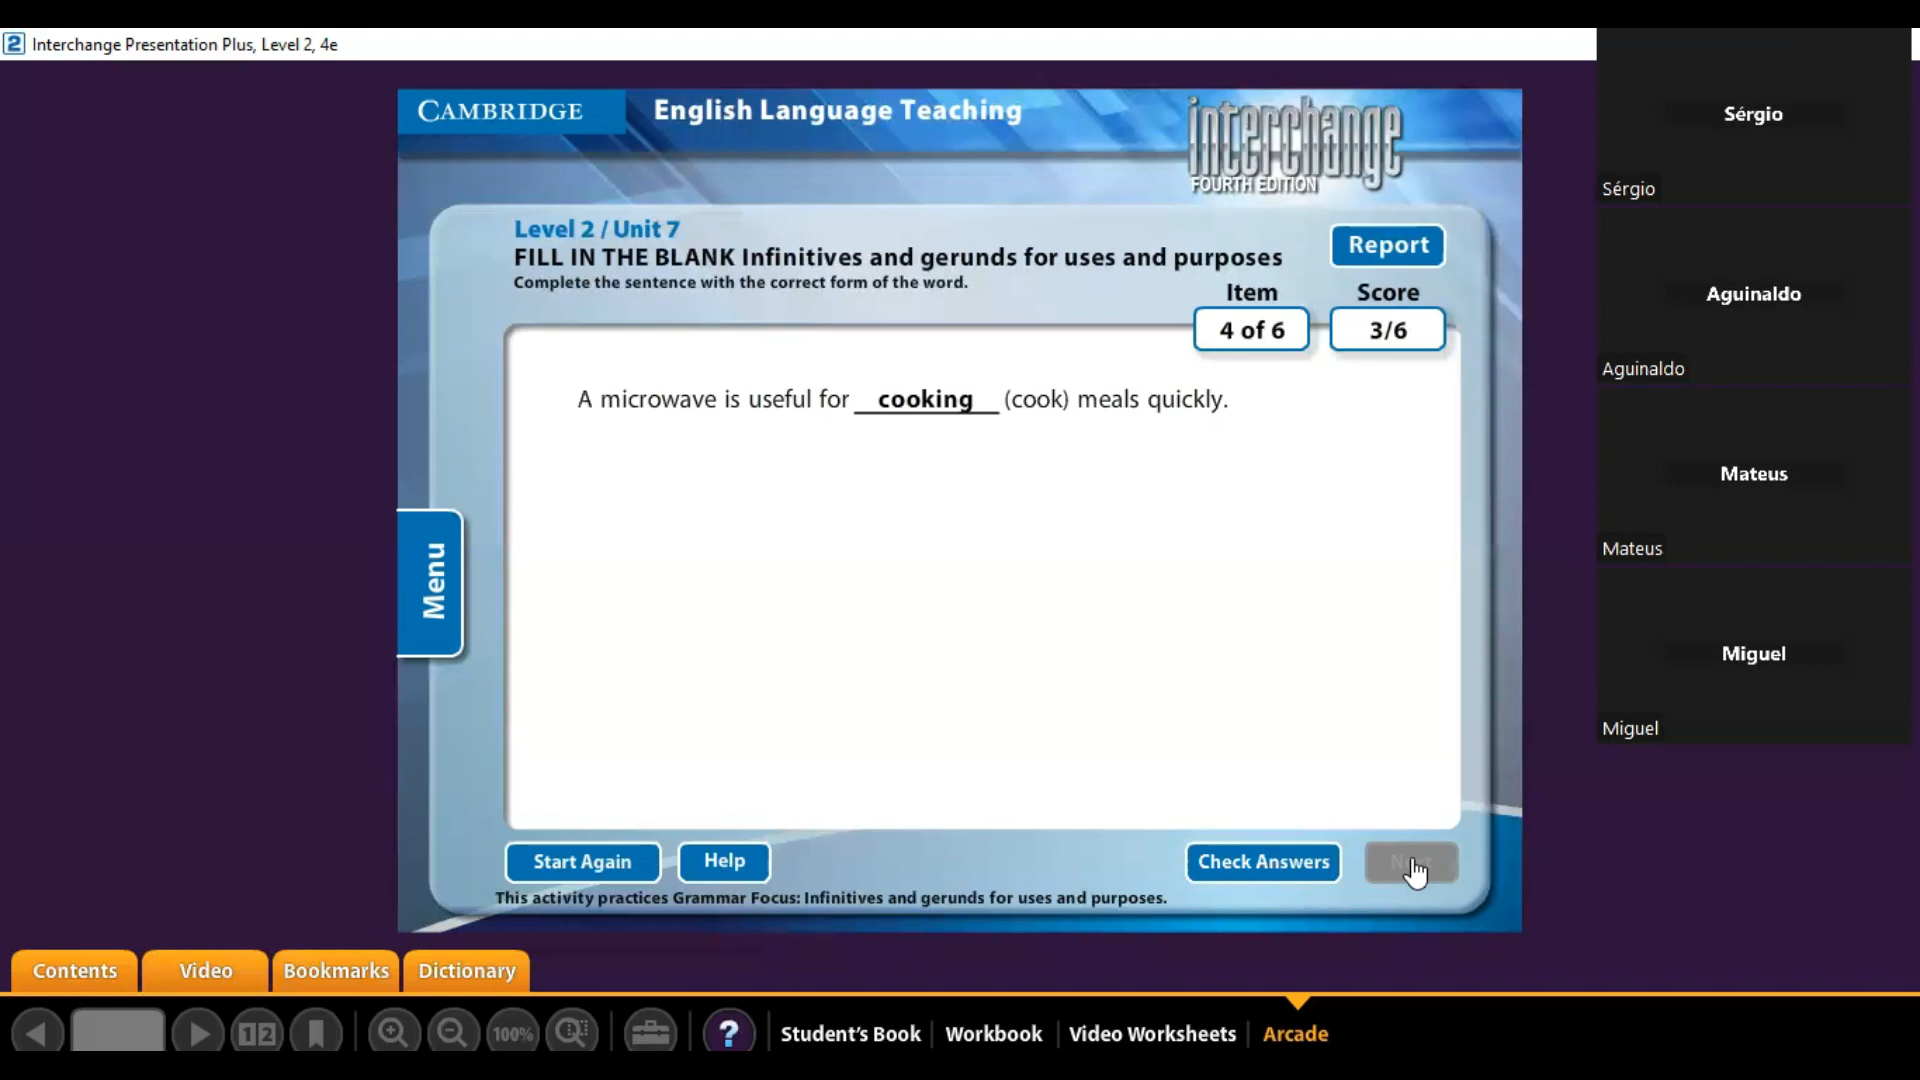 Interchange Presentation Plus, Level 2, 4e
CAMBRIDGE
English Language Teaching
interchange
FOURTH EDITION
Level 2 / Unit 7
FILL IN THE BLANK Infinitives and gerunds for uses and purposes
Complete the sentence with the correct form of the word.
Report
Item
Score
4 of 6
3/6
A microwave is useful for cooking (cook) meals quickly.
Menu
Start Again
Help
Check Answers
This activity practices Grammar Focus: Infinitives and gerunds for uses and purposes.
Sérgio
Sérgio
Aguinaldo
Aguinaldo
Mateus
Mateus
Miguel
Miguel
Contents
Video
Bookmarks
Dictionary
12
100%
?
Student's Book
Workbook
Video Worksheets
Arcade